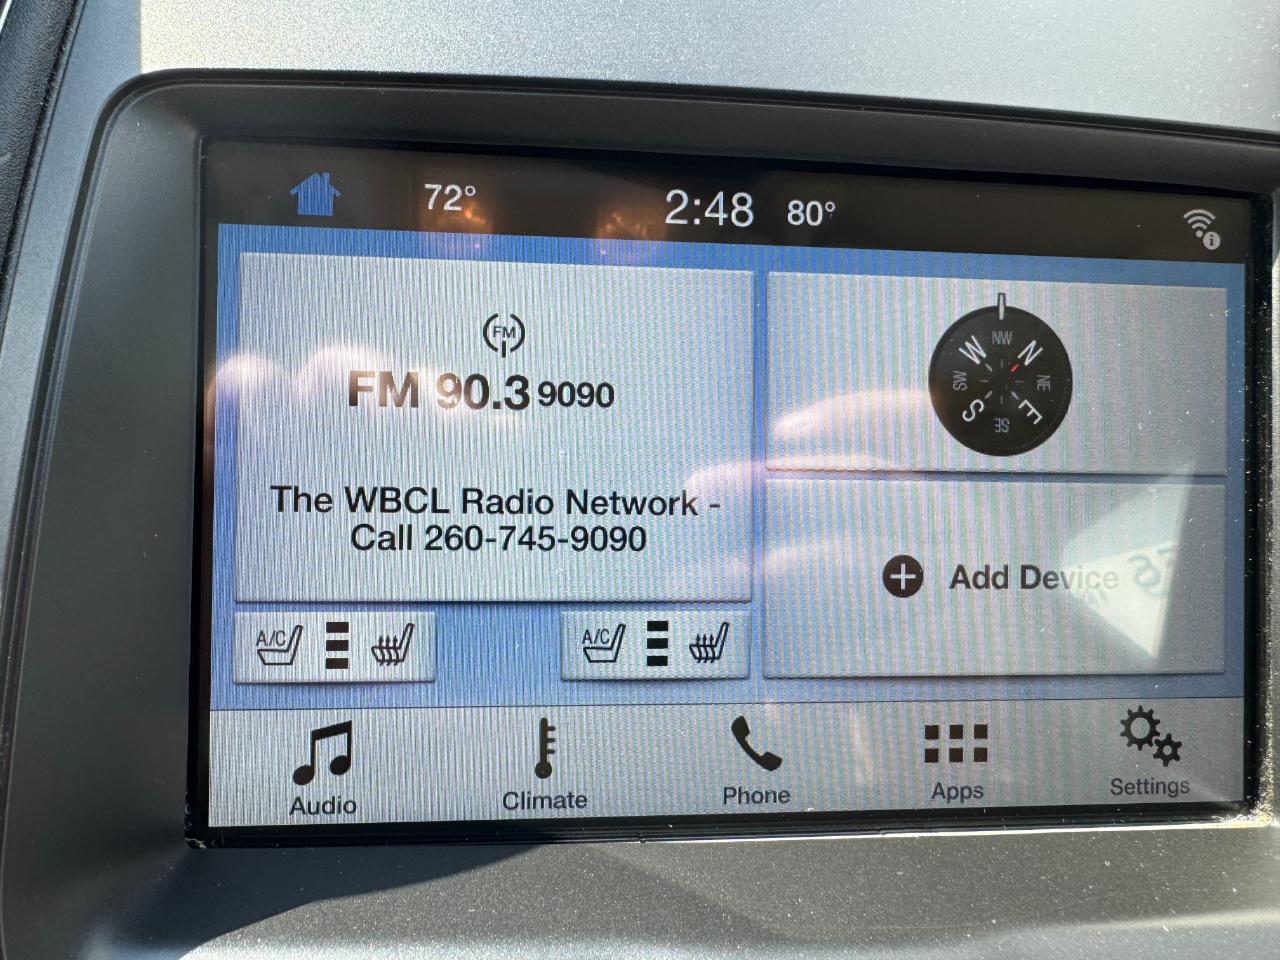 72° 2:48 80°
FM
FM 90.3 9090
The WBCL Radio Network -
Call 260-745-9090
NW
W N
SW NE
S E
SE
Add Device
A/C A/C
Audio Climate Phone Apps Settings